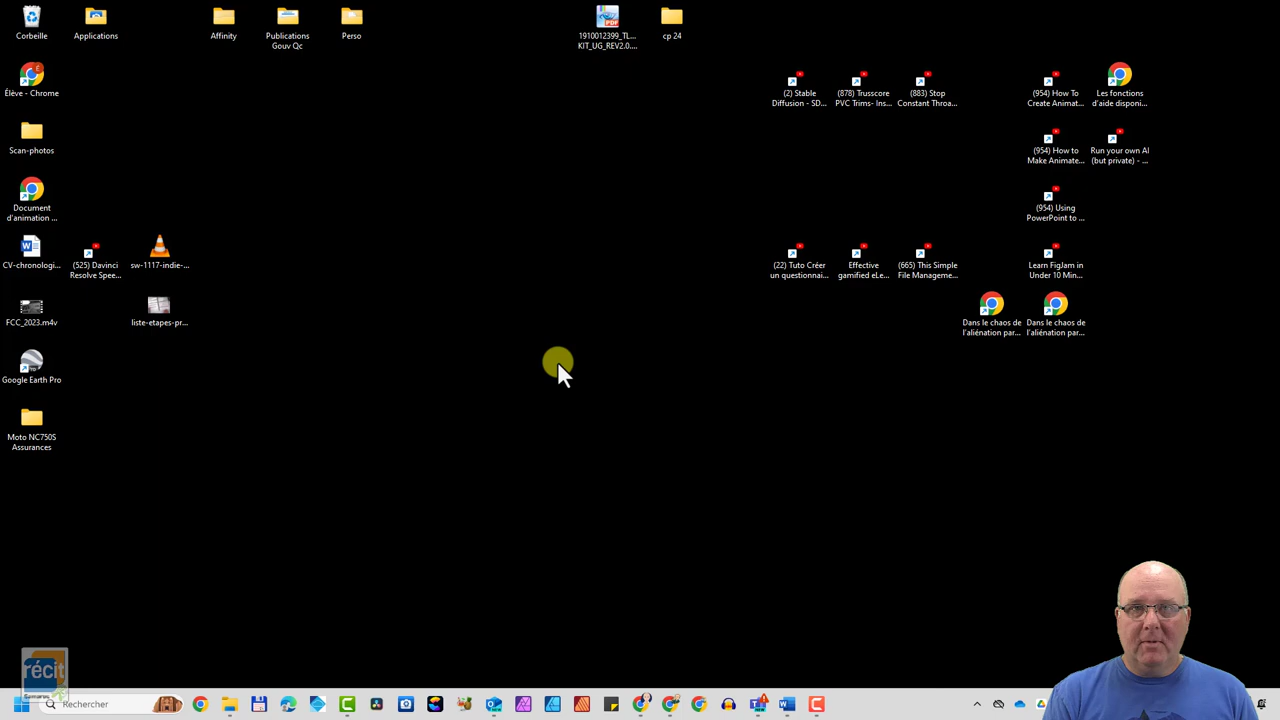 Corbeille
Applications
Affinity
Publications
Gouv Qc
Perso
1910012399_TL...
KIT_UG_REV2.0....
cp 24
Élève - Chrome
(2) Stable
Diffusion - SD...
(878) Trusscore
PVC Trims- Ins...
(883) Stop
Constant Throa...
(954) How To
Create Animat...
Les fonctions
d'aide disponi...
Scan-photos
(954) How to
Make Animate...
Run your own AI
(but private) - ...
Document
d'animation ...
(954) Using
PowerPoint to ...
CV-chronologi...
(525) Davinci
Resolve Spee...
sw-1117-indie-...
(22) Tuto Créer
un questionnai...
Effective
gamified eLe...
(665) This Simple
File Manageme...
Learn FigJam in
Under 10 Min...
FCC_2023.m4v
liste-etapes-pr...
Dans le chaos de
l'aliénation par...
Dans le chaos de
l'aliénation par...
Google Earth Pro
Moto NC750S
Assurances
récit
Rechercher